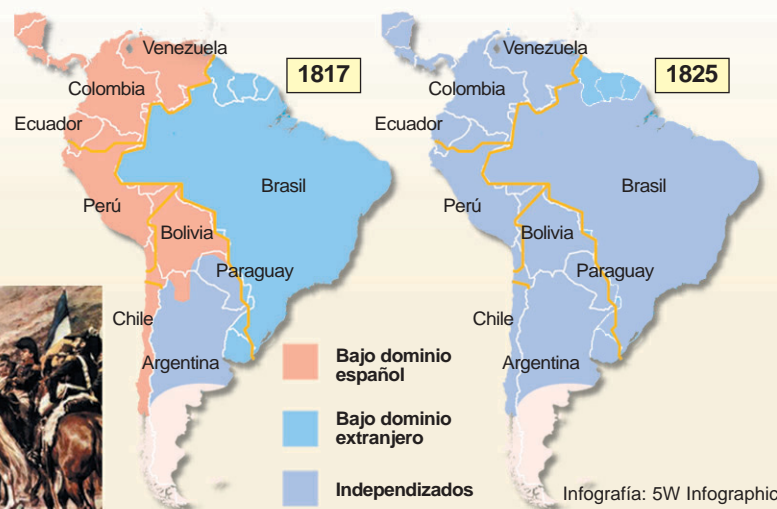 1817
Venezuela
Colombia
Ecuador
Perú
Brasil
Bolivia
Paraguay
Chile
Argentina
Bajo dominio
español
Bajo dominio
extranjero
Independizados
1825
Venezuela
Colombia
Ecuador
Perú
Brasil
Bolivia
Paraguay
Chile
Argentina
Infografía: 5W Infographic